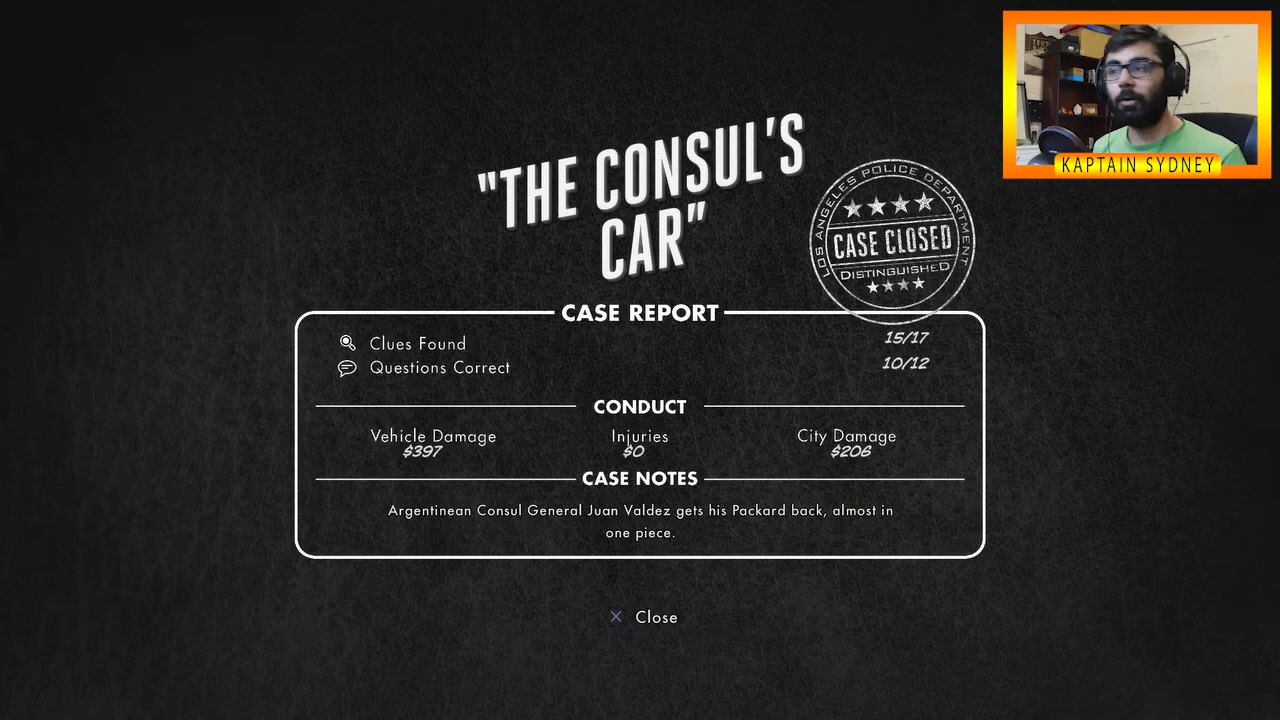 KAPTAIN SYDNEY
"THE CONSUL'S
CAR"
LOS ANGELES POLICE DEPARTMENT
CASE CLOSED
DISTINGUISHED
CASE REPORT
Clues Found 15/17
Questions Correct 10/12
CONDUCT
Vehicle Damage Injuries City Damage
$397 $0 $206
CASE NOTES
Argentinean Consul General Juan Valdez gets his Packard back, almost in
one piece.
X Close